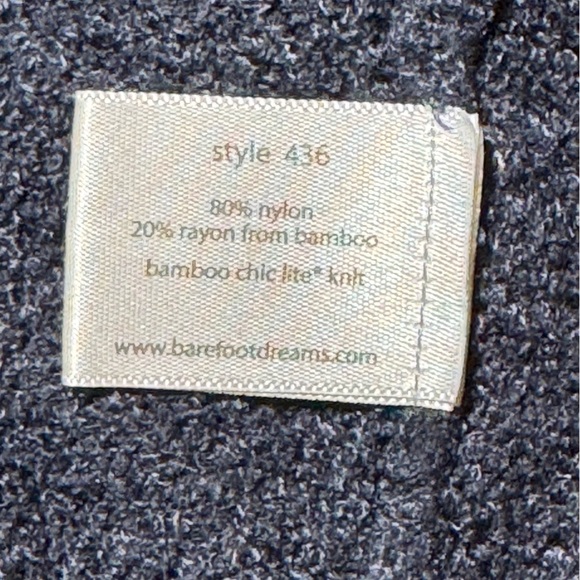 style 436
80% nylon
20% rayon from bamboo
bamboo chic lite® knit
www.barefootdreams.com